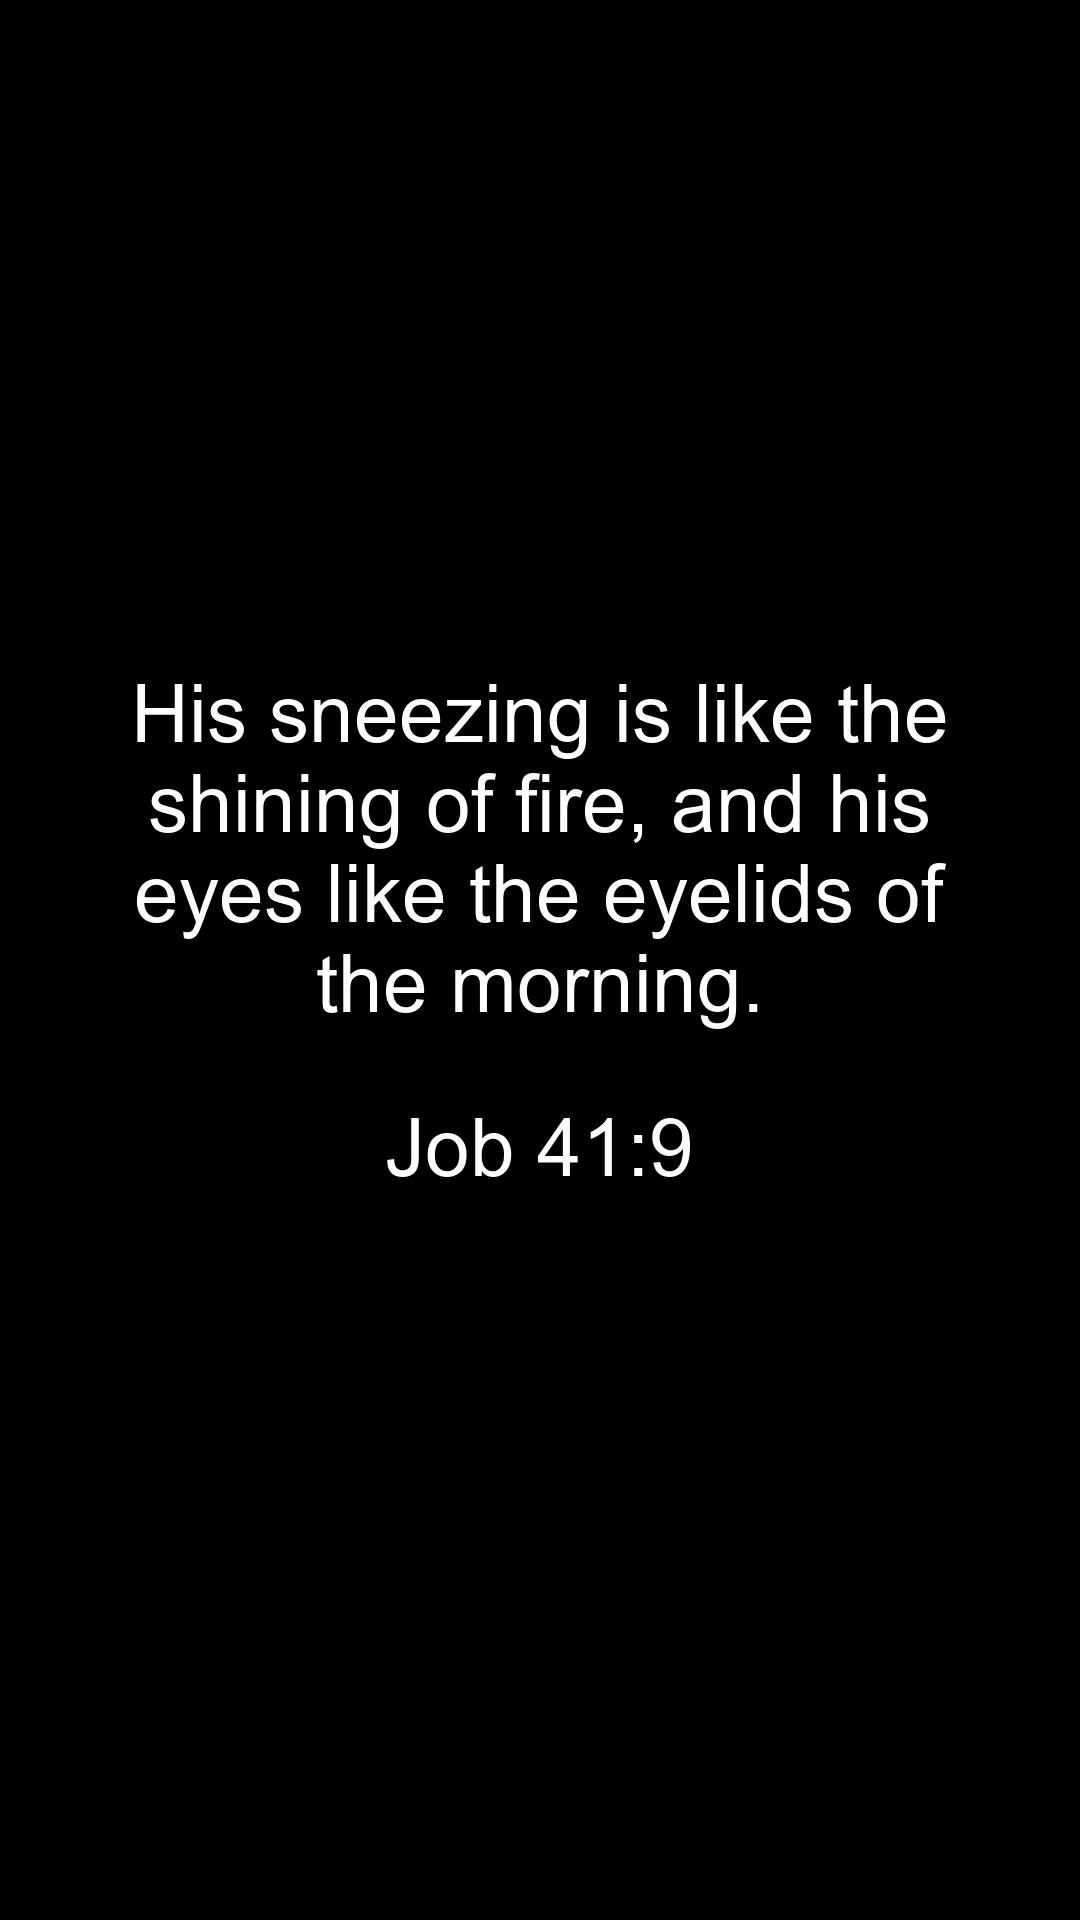 His sneezing is like the
shining of fire, and his
eyes like the eyelids of
the morning.
Job 41:9